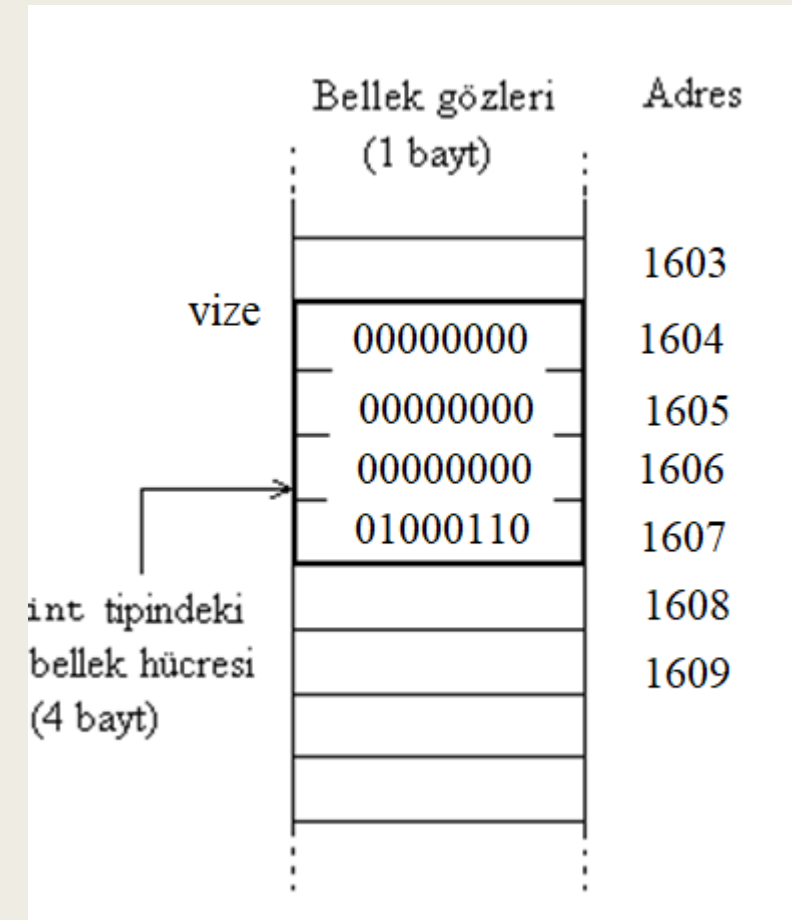 Bellek gözleri Adres
(1 bayt)
1603
vize
00000000 1604
00000000 1605
00000000 1606
01000110 1607
int tipindeki 1608
bellek hücresi 1609
(4 bayt)